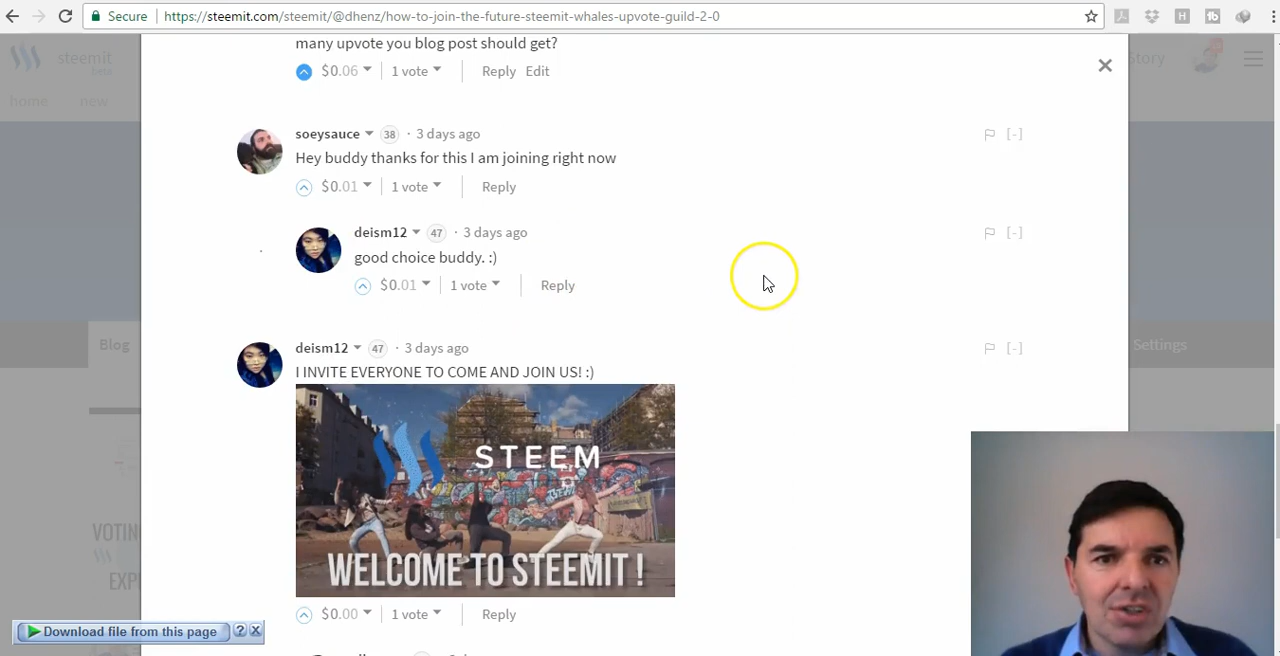 Secure https://steemit.com/steemit/@dhenz/how-to-join-the-future-steemit-whales-upvote-guild-2-0
many upvote you blog post should get?
steemit
beta
Story
$0.06 1 vote Reply Edit
home new
soeysauce 38 · 3 days ago [-]
Hey buddy thanks for this I am joining right now
$0.01 1 vote Reply
deism12 47 · 3 days ago [-]
good choice buddy. :)
$0.01 1 vote Reply
Blog
Settings
deism12 47 · 3 days ago [-]
I INVITE EVERYONE TO COME AND JOIN US! :)
STEEM
WELCOME TO STEEMIT !
VOTIN
EXP
$0.00 1 vote Reply
Download file from this page ? X